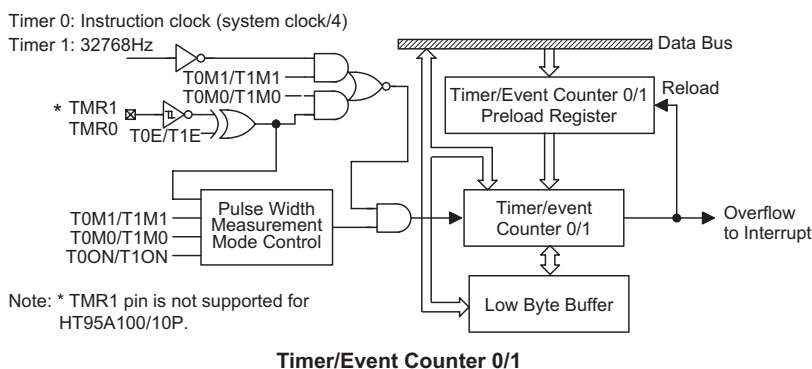 Timer 0: Instruction clock (system clock/4)
Timer 1: 32768Hz
T0M1/T1M1
T0M0/T1M0
* TMR1
TMR0
T0E/T1E
Data Bus
Timer/Event Counter 0/1
Preload Register
Reload
T0M1/T1M1
T0M0/T1M0
T0ON/T1ON
Pulse Width
Measurement
Mode Control
Timer/event
Counter 0/1
Overflow
to Interrupt
Low Byte Buffer
Note: * TMR1 pin is not supported for
HT95A100/10P.
Timer/Event Counter 0/1